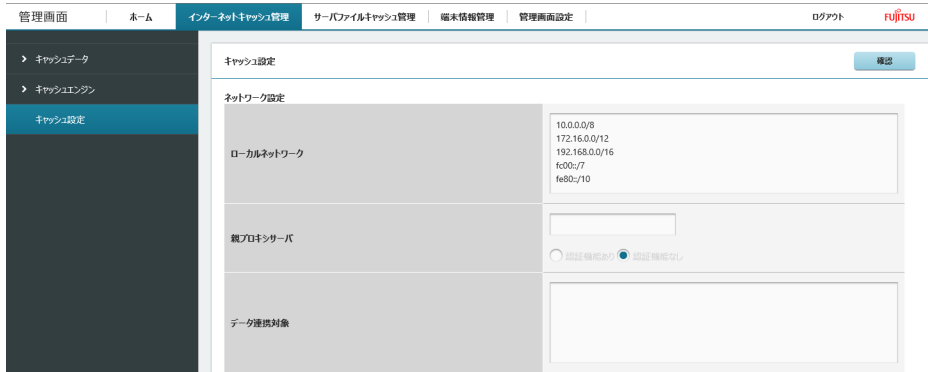 管理画面 ホーム インターネットキャッシュ管理 サーバファイルキャッシュ管理 端末情報管理 管理画面設定 ログアウト FUJITSU
キャッシュデータ
キャッシュエンジン
キャッシュ設定
キャッシュ設定 確認
ネットワーク設定
ローカルネットワーク
10.0.0.0/8
172.16.0.0/12
192.168.0.0/16
fc00::/7
fe80::/10
親プロキシサーバ
認証機能あり 認証機能なし
データ連携対象